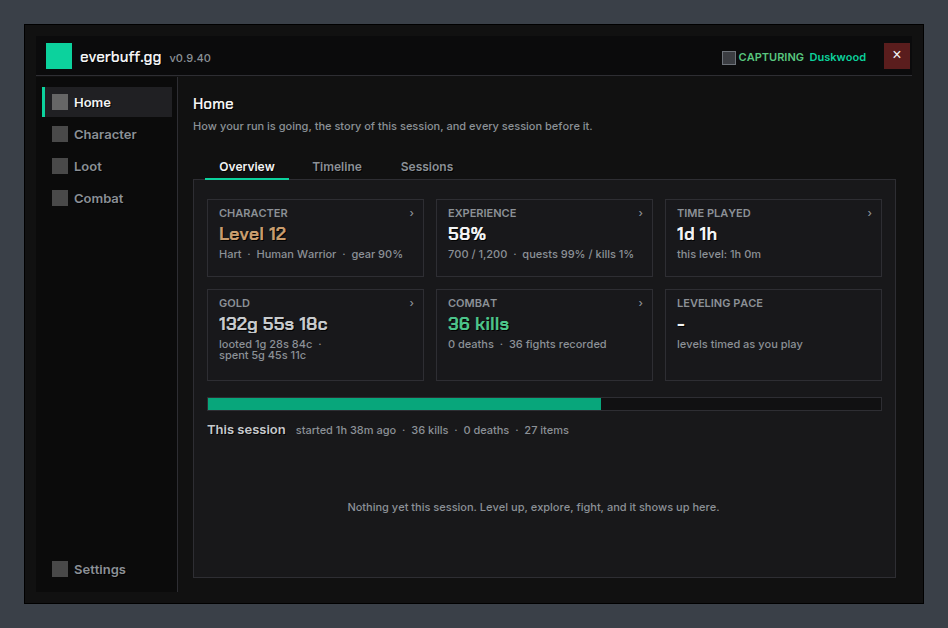 everbuff.gg v0.9.40
CAPTURING Duskwood
×
Home
Character
Loot
Combat
Settings
Home
How your run is going, the story of this session, and every session before it.
Overview Timeline Sessions
CHARACTER ›
Level 12
Hart · Human Warrior · gear 90%
EXPERIENCE ›
58%
700 / 1,200 · quests 99% / kills 1%
TIME PLAYED ›
1d 1h
this level: 1h 0m
GOLD ›
132g 55s 18c
looted 1g 28s 84c ·
spent 5g 45s 11c
COMBAT ›
36 kills
0 deaths · 36 fights recorded
LEVELING PACE
-
levels timed as you play
This session started 1h 38m ago · 36 kills · 0 deaths · 27 items
Nothing yet this session. Level up, explore, fight, and it shows up here.